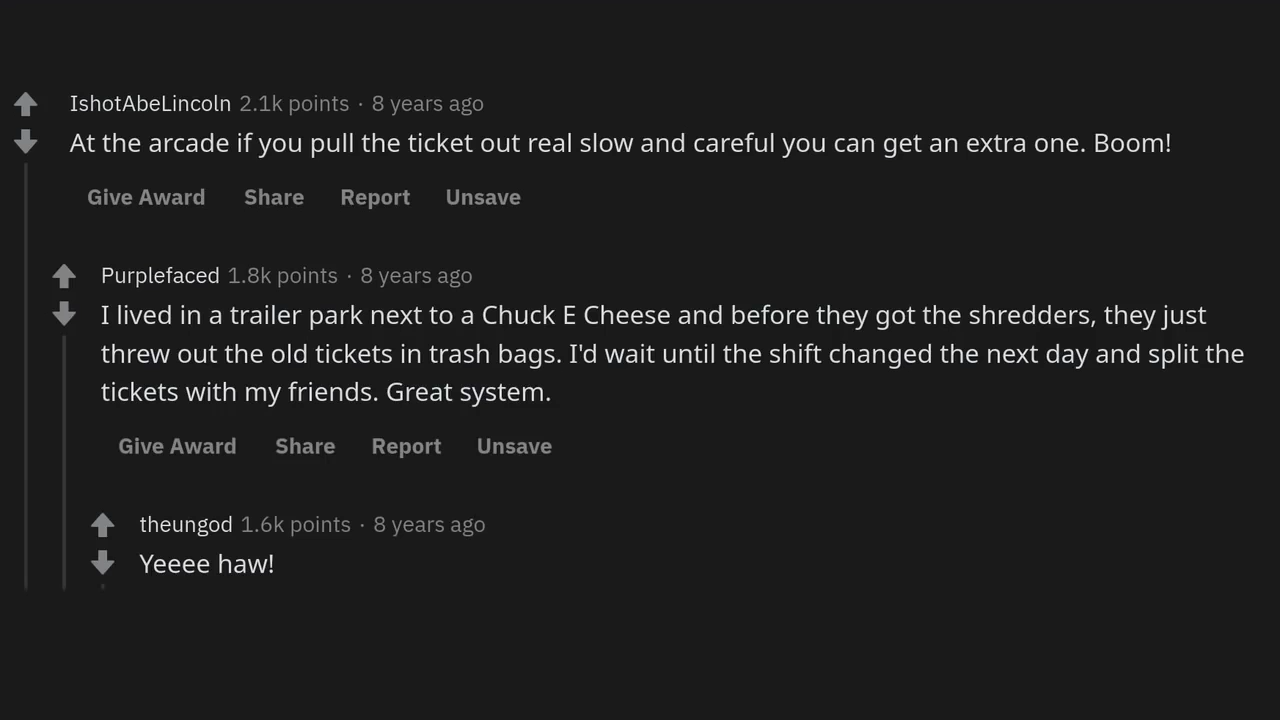 IshotAbeLincoln 2.1k points · 8 years ago
At the arcade if you pull the ticket out real slow and careful you can get an extra one. Boom!
Give Award Share Report Unsave
Purplefaced 1.8k points · 8 years ago
I lived in a trailer park next to a Chuck E Cheese and before they got the shredders, they just
threw out the old tickets in trash bags. I'd wait until the shift changed the next day and split the
tickets with my friends. Great system.
Give Award Share Report Unsave
theungod 1.6k points · 8 years ago
Yeeee haw!